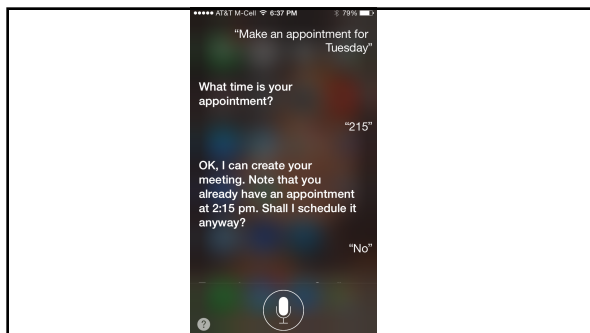 ●●●●● AT&T M-Cell 6:37 PM 79%
“Make an appointment for
Tuesday”
What time is your
appointment?
“215”
OK, I can create your
meeting. Note that you
already have an appointment
at 2:15 pm. Shall I schedule it
anyway?
“No”
?